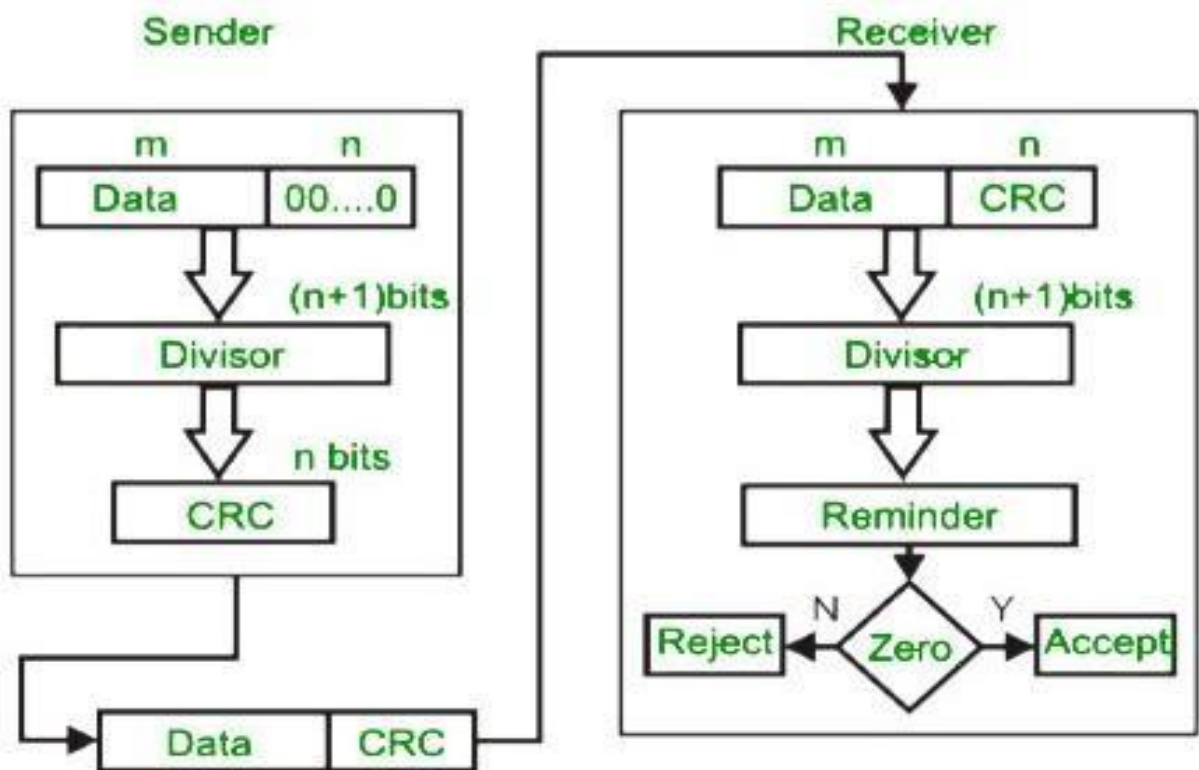 Sender
m n
Data 00....0
(n+1)bits
Divisor
n bits
CRC
Data CRC
Receiver
m n
Data CRC
(n+1)bits
Divisor
Reminder
N Y
Reject Zero Accept